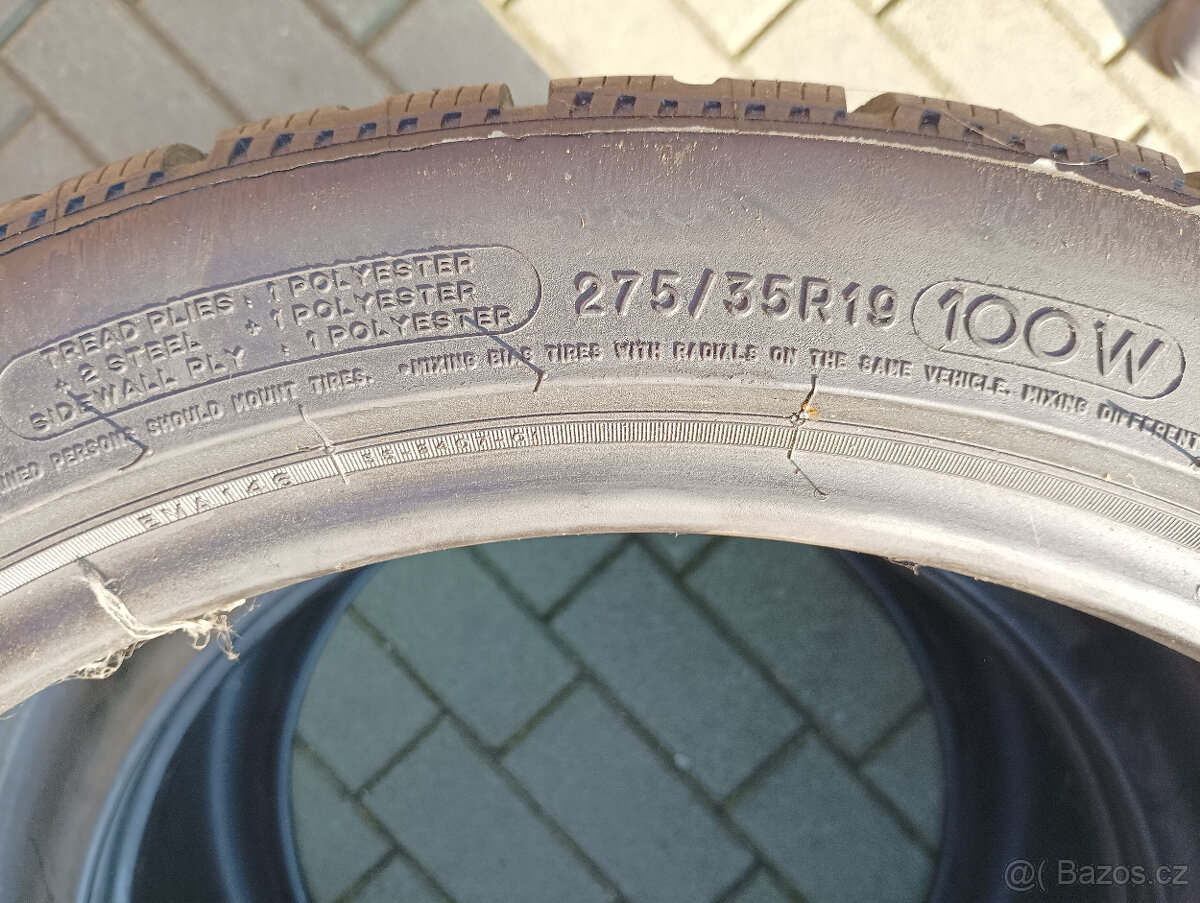 TREAD PLIES : 1 POLYESTER
+ 2 STEEL + 1 POLYESTER
SIDEWALL PLY : 1 POLYESTER
275/35R19 100W
PERSONS SHOULD MOUNT TIRES. •MIXING BIAS TIRES WITH RADIALS ON THE SAME VEHICLE. MIXING DIFFERENT
@( Bazos.cz